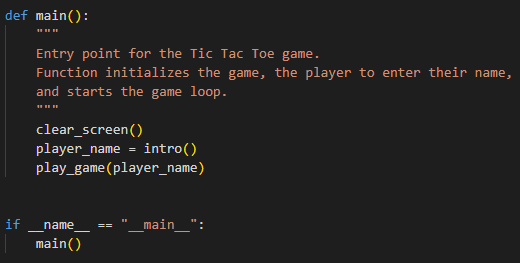 def main():
    """
    Entry point for the Tic Tac Toe game.
    Function initializes the game, the player to enter their name,
    and starts the game loop.
    """
    clear_screen()
    player_name = intro()
    play_game(player_name)
if __name__ == "__main__":
    main()